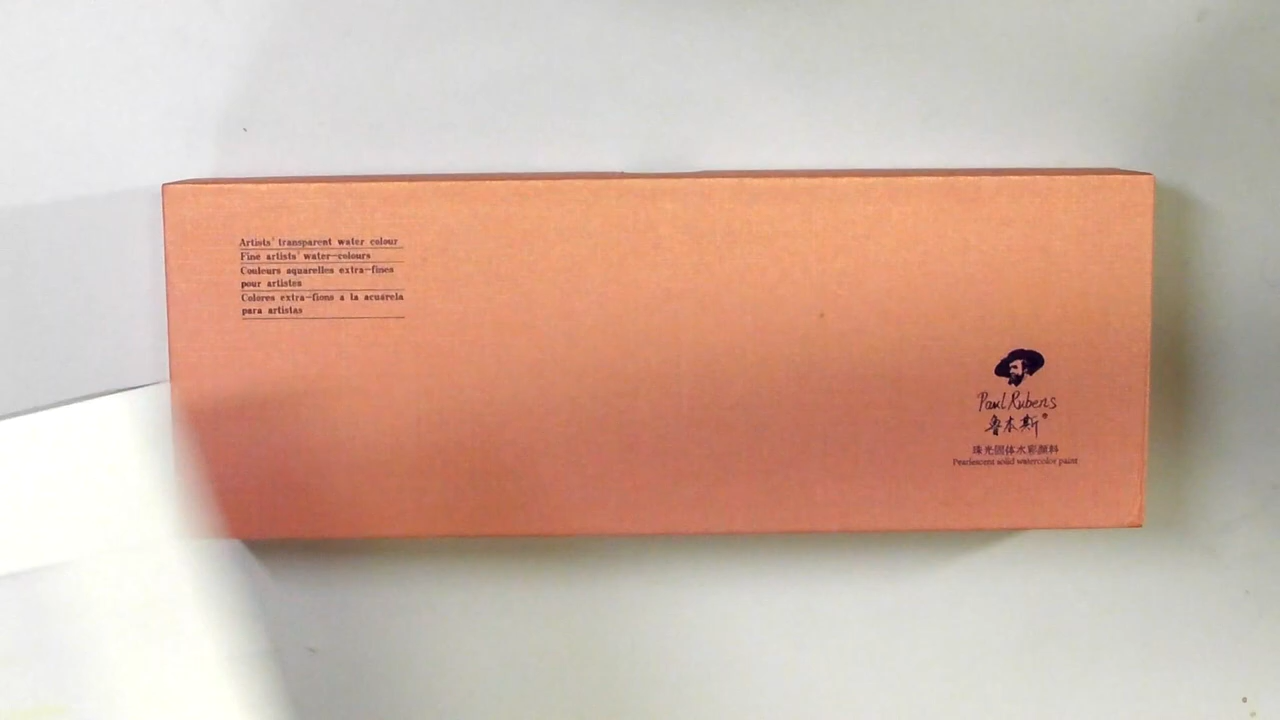 Artists' transparent water colour
Fine artists' water-colours
Couleurs aquarelles extra-fines
pour artistes
Colores extra-fions a la acuarela
para artistas
Paul Rubens
鲁本斯
珠光固体水彩颜料
Pearlescent solid watercolor paint